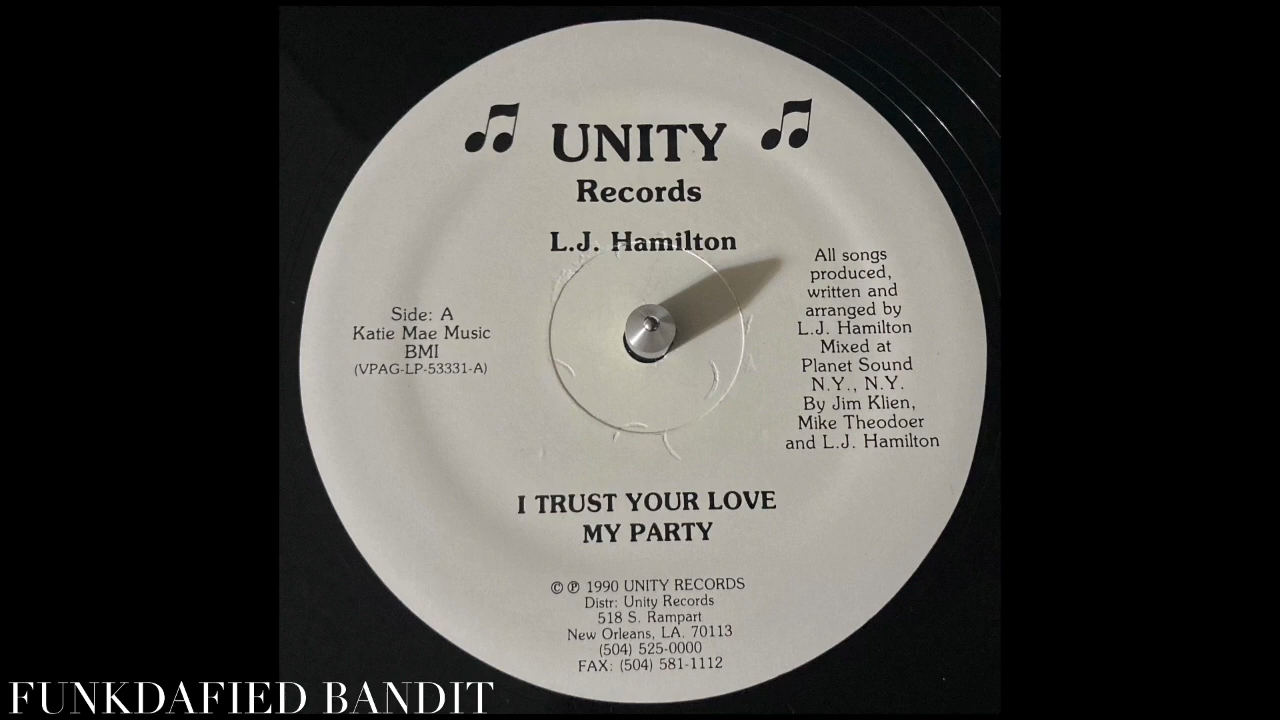 UNITY
Records
L.J. Hamilton
Side: A
Katie Mae Music
BMI
(VPAG-LP-53331-A)
All songs
produced,
written and
arranged by
L.J. Hamilton
Mixed at
Planet Sound
N.Y., N.Y.
By Jim Klien,
Mike Theodoer
and L.J. Hamilton
I TRUST YOUR LOVE
MY PARTY
© ℗ 1990 UNITY RECORDS
Distr: Unity Records
518 S. Rampart
New Orleans, LA. 70113
(504) 525-0000
FAX: (504) 581-1112
FUNKDAFIED BANDIT